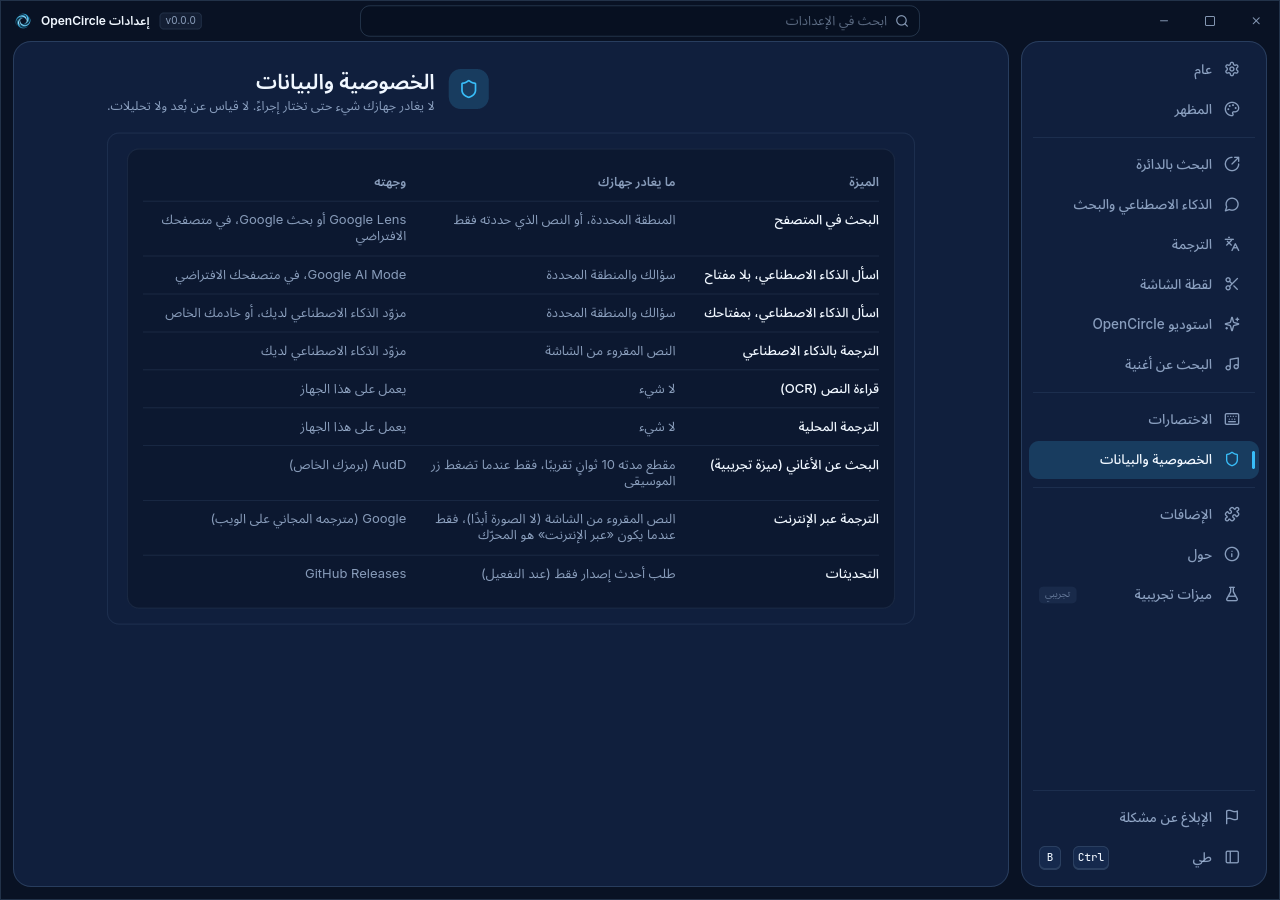 إعدادات OpenCircle
v0.0.0
ابحث في الإعدادات
عام
المظهر
البحث بالدائرة
الذكاء الاصطناعي والبحث
الترجمة
لقطة الشاشة
استوديو OpenCircle
البحث عن أغنية
الاختصارات
الخصوصية والبيانات
الإضافات
حول
ميزات تجريبية تجريبي
الإبلاغ عن مشكلة
طي Ctrl B
الخصوصية والبيانات
لا يغادر جهازك شيء حتى تختار إجراءً. لا قياس عن بُعد ولا تحليلات.
الميزة ما يغادر جهازك وجهته
البحث في المتصفح المنطقة المحددة، أو النص الذي حددته فقط Google Lens أو بحث Google، في متصفحك
الافتراضي
اسأل الذكاء الاصطناعي، بلا مفتاح سؤالك والمنطقة المحددة Google AI Mode، في متصفحك الافتراضي
اسأل الذكاء الاصطناعي، بمفتاحك سؤالك والمنطقة المحددة مزوّد الذكاء الاصطناعي لديك، أو خادمك الخاص
الترجمة بالذكاء الاصطناعي النص المقروء من الشاشة مزوّد الذكاء الاصطناعي لديك
قراءة النص (OCR) لا شيء يعمل على هذا الجهاز
الترجمة المحلية لا شيء يعمل على هذا الجهاز
البحث عن الأغاني (ميزة تجريبية) مقطع مدته 10 ثوانٍ تقريبًا، فقط عندما تضغط زر AudD (برمزك الخاص)
الموسيقى
الترجمة عبر الإنترنت النص المقروء من الشاشة (لا الصورة أبدًا)، فقط Google (مترجمه المجاني على الويب)
عندما يكون «عبر الإنترنت» هو المحرّك
التحديثات طلب أحدث إصدار فقط (عند التفعيل) GitHub Releases